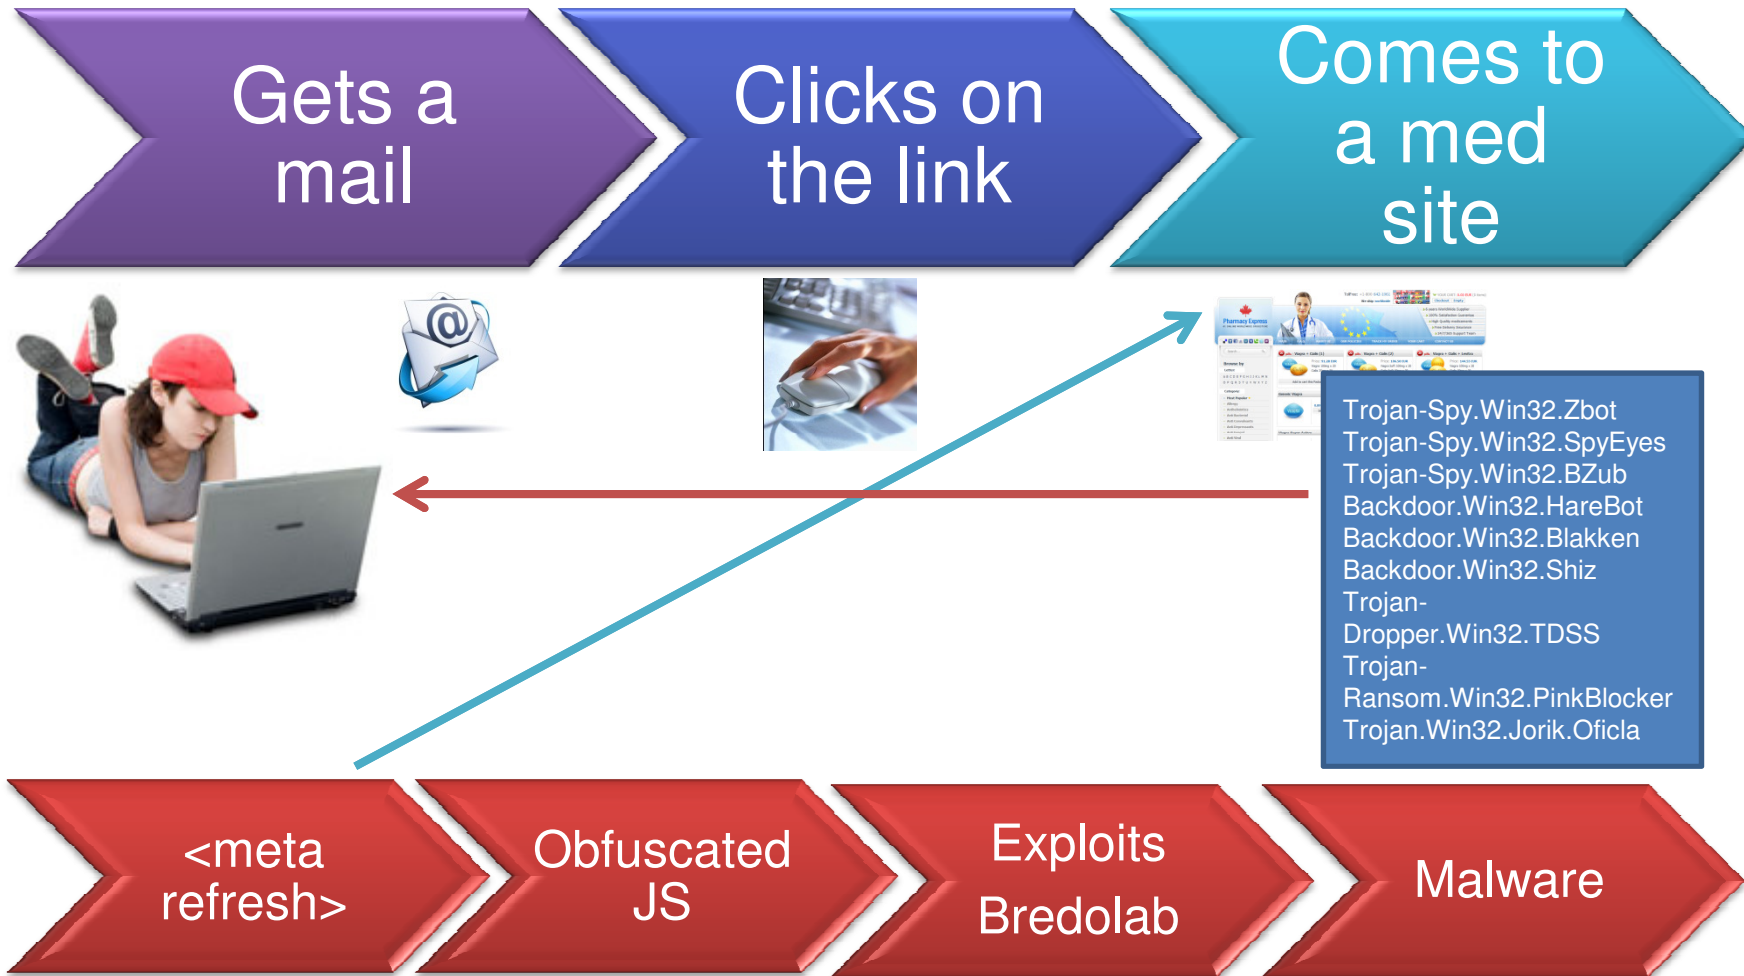 Gets a
mail
Clicks on
the link
Comes to
a med
site
@
Pharmacy Express
Trojan-Spy.Win32.Zbot
Trojan-Spy.Win32.SpyEyes
Trojan-Spy.Win32.BZub
Backdoor.Win32.HareBot
Backdoor.Win32.Blakken
Backdoor.Win32.Shiz
Trojan-
Dropper.Win32.TDSS
Trojan-
Ransom.Win32.PinkBlocker
Trojan.Win32.Jorik.Oficla
<meta
refresh>
Obfuscated
JS
Exploits
Bredolab
Malware